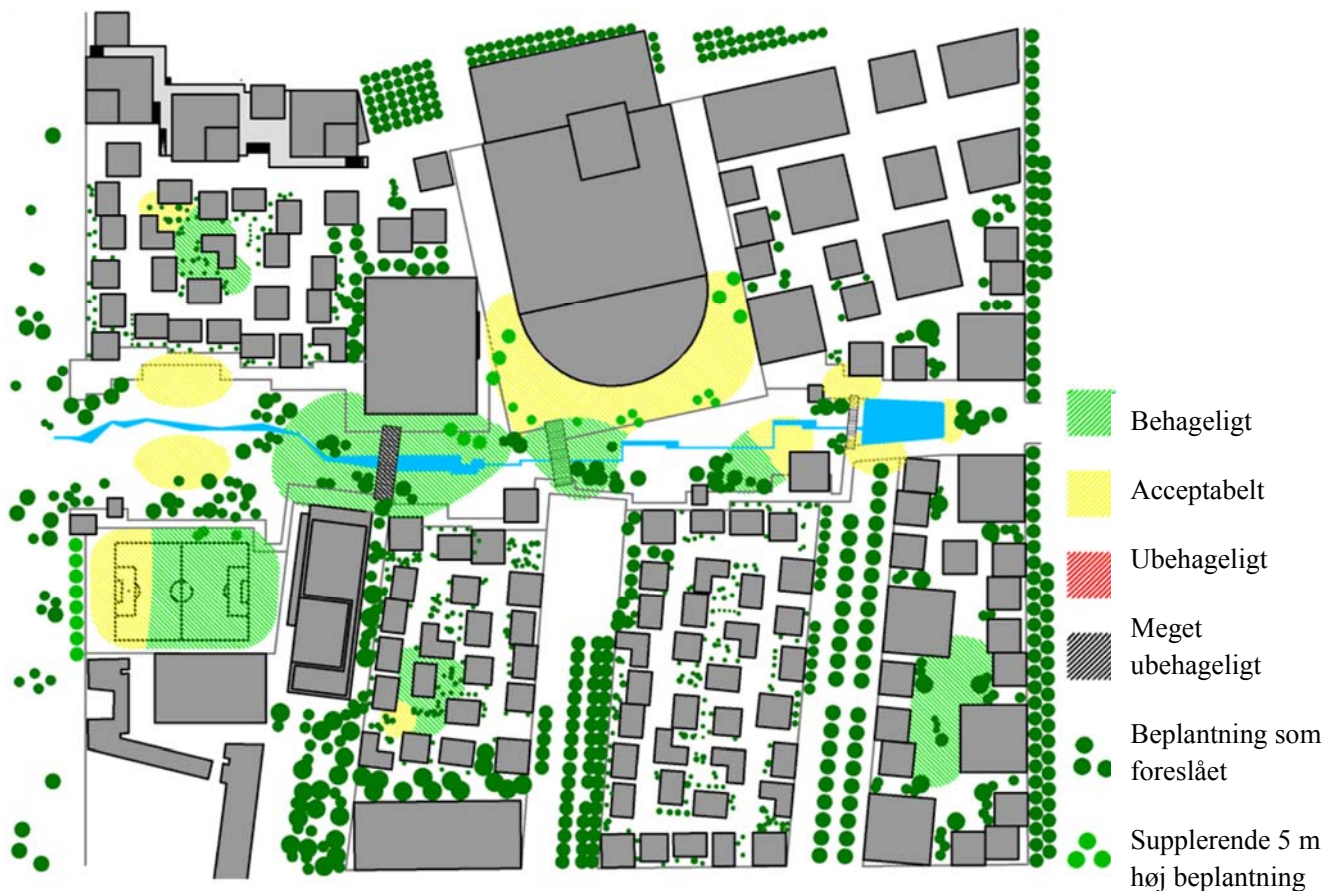 Behageligt
Acceptabelt
Ubehageligt
Meget
ubehageligt
Beplantning som
foreslået
Supplerende 5 m
høj beplantning